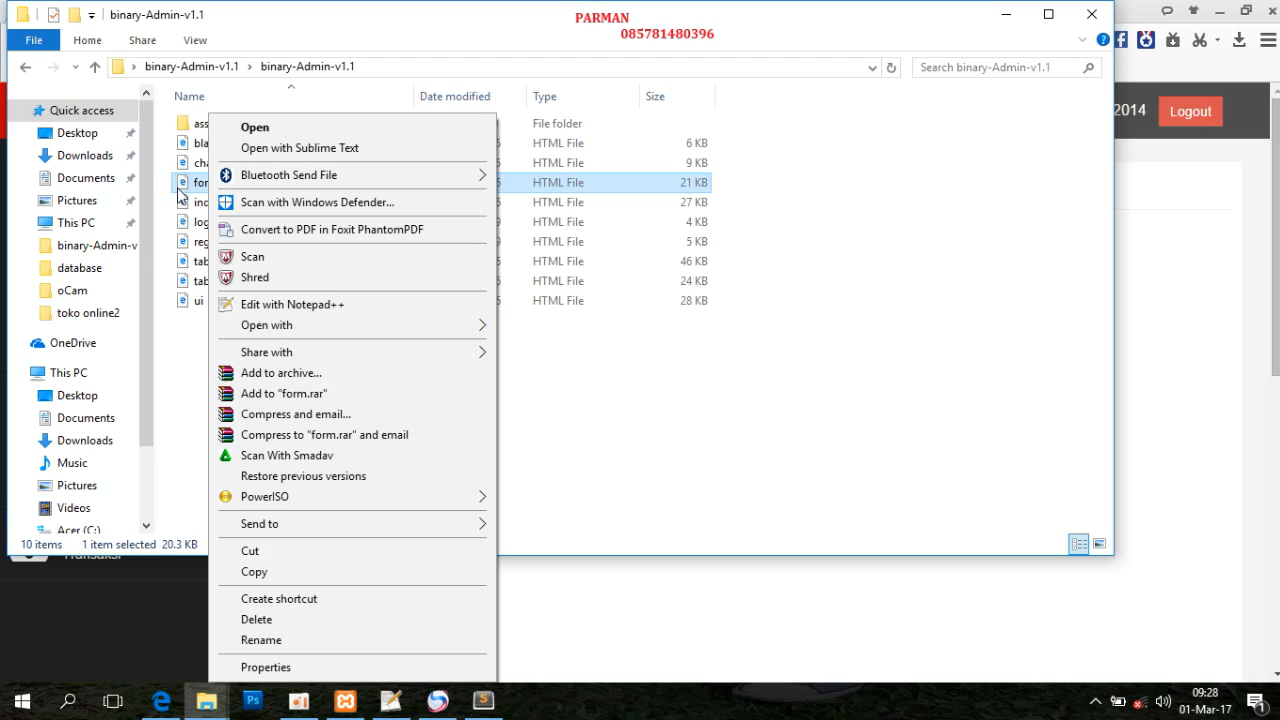 binary-Admin-v1.1
PARMAN
085781480396
File Home Share View
binary-Admin-v1.1 binary-Admin-v1.1
Search binary-Admin-v1.1
Name Date modified Type Size
2014 Logout
Quick access
Desktop
Downloads
Documents
Pictures
This PC
binary-Admin-v
database
oCam
toko online2
OneDrive
This PC
Desktop
Documents
Downloads
Music
Pictures
Videos
Acer (C:)
File folder
HTML File 6 KB
HTML File 9 KB
HTML File 21 KB
HTML File 27 KB
HTML File 4 KB
HTML File 5 KB
HTML File 46 KB
HTML File 24 KB
ui HTML File 28 KB
Open
Open with Sublime Text
Bluetooth Send File
Scan with Windows Defender...
Convert to PDF in Foxit PhantomPDF
Scan
Shred
Edit with Notepad++
Open with
Share with
Add to archive...
Add to "form.rar"
Compress and email...
Compress to "form.rar" and email
Scan With Smadav
Restore previous versions
PowerISO
Send to
Cut
Copy
Create shortcut
Delete
Rename
Properties
10 items 1 item selected 20.3 KB
09:28
01-Mar-17